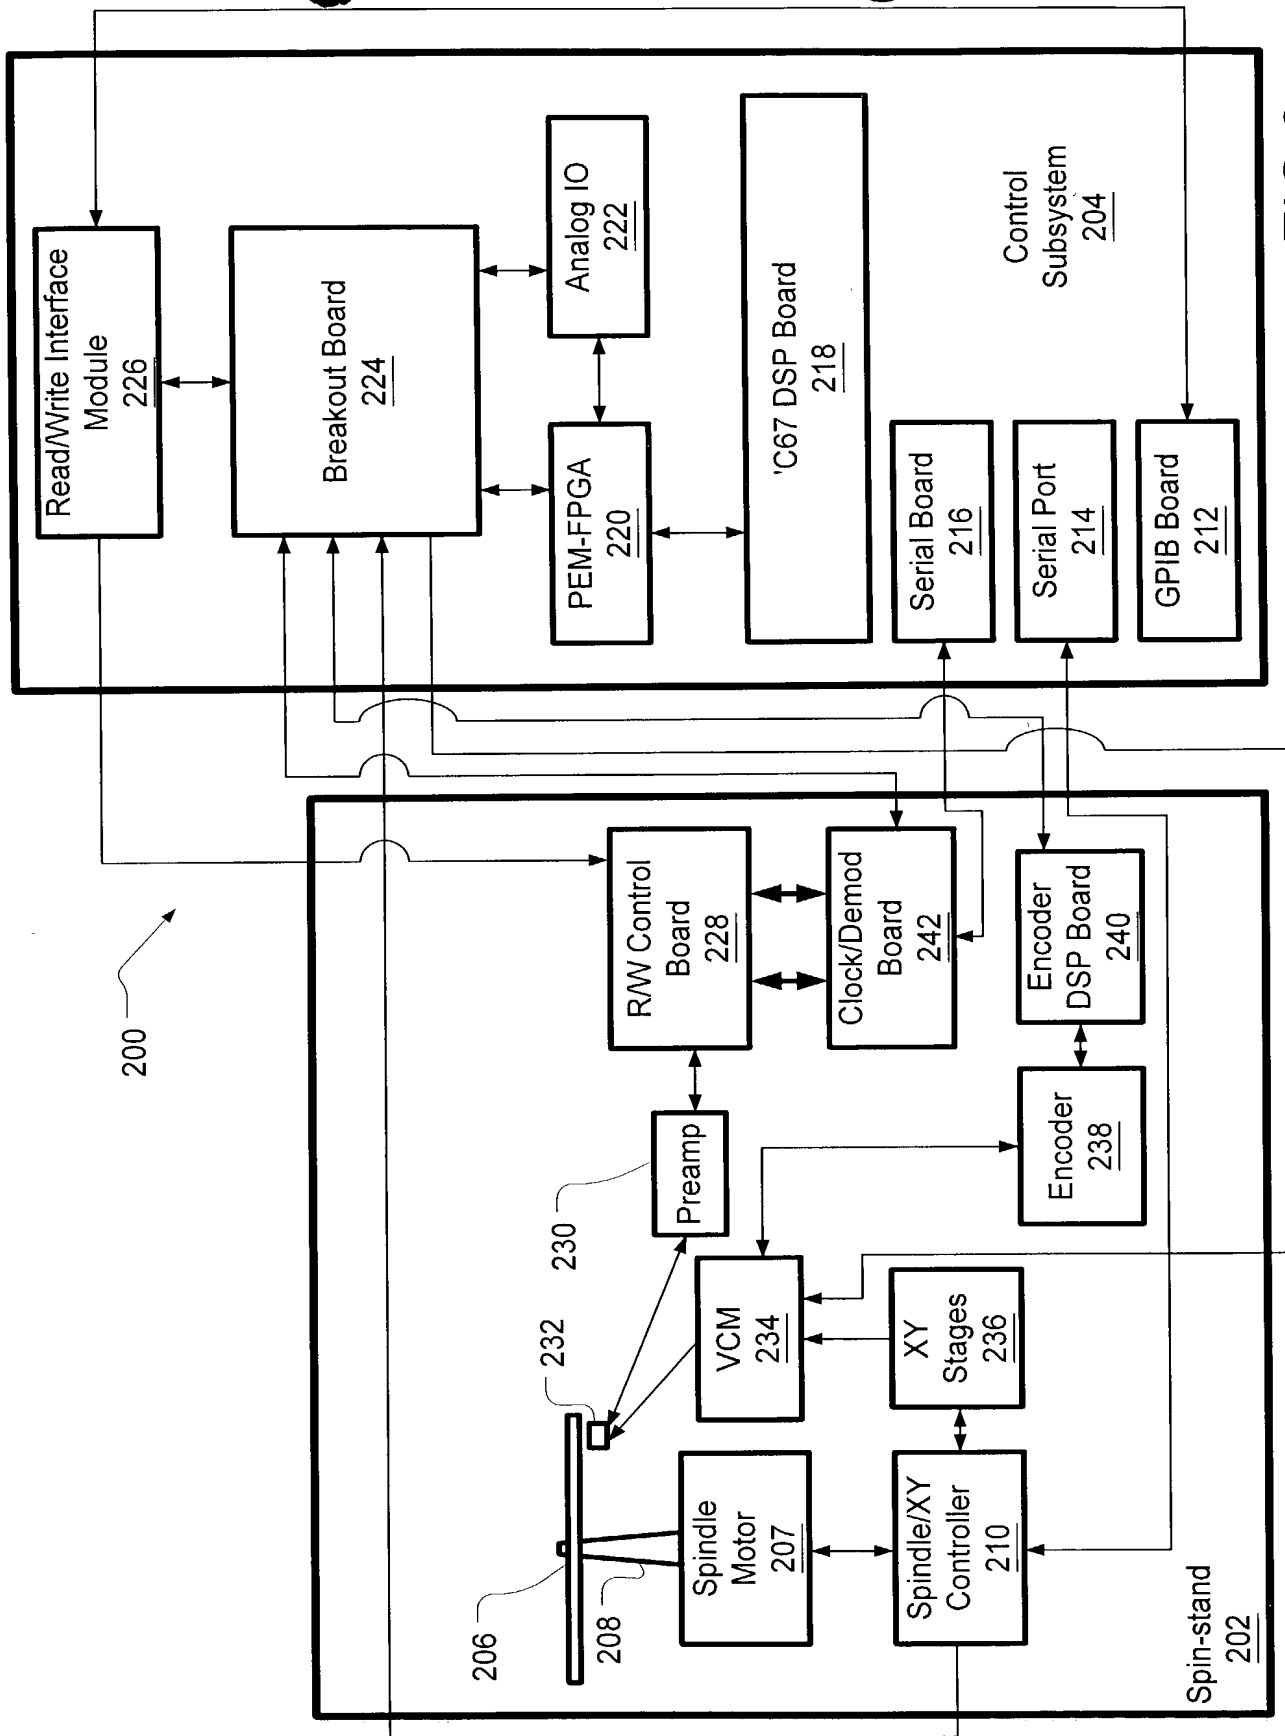 200
Control
Subsystem
204
Read/Write Interface
Module
226
Breakout Board
224
PEM-FPGA
220
Analog IO
222
'C67 DSP Board
218
Serial Board
216
Serial Port
214
GPIB Board
212
Spin-stand
202
R/W Control
Board
228
Clock/Demod
Board
242
Encoder
DSP Board
240
Encoder
238
Preamp
230
232
VCM
234
XY
Stages
236
206
208
Spindle
Motor
207
Spindle/XY
Controller
210